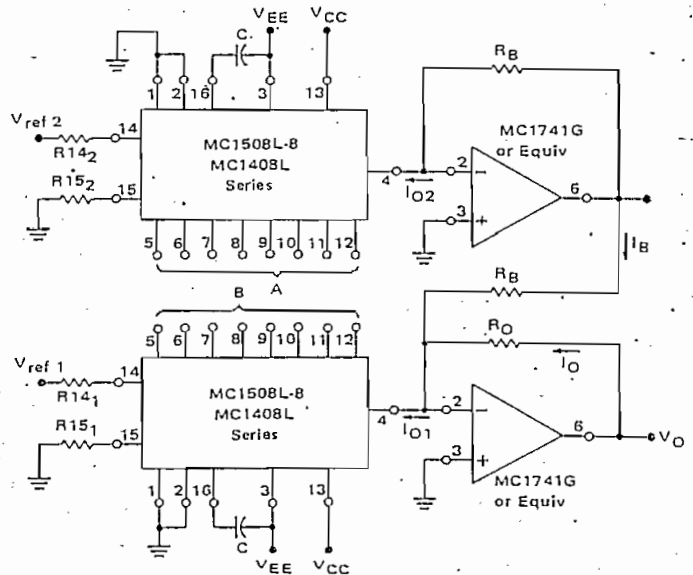 VEE VCC
C
1 2 16 3 13
Vref 2 14
R142
MC1508L-8
MC1408L
Series
R152 15
5 6 7 8 9 10 11 12
A
4 IO2
RB
MC1741G
or Equiv
2 − 6
3 +
IB
RB
RO
IO
B
5 6 7 8 9 10 11 12
Vref 1 14
R141
MC1508L-8
MC1408L
Series
R151 15
4 IO1
2 − 6 VO
3 +
MC1741G
or Equiv
1 2 16 3 13
C
VEE VCC